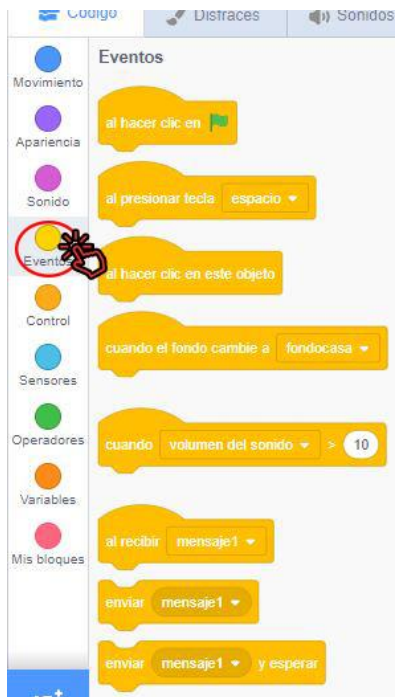 Código Disfraces Sonidos
Movimiento
Apariencia
Sonido
Eventos
Control
Sensores
Operadores
Variables
Mis bloques
Eventos
al hacer clic en
al presionar tecla espacio
al hacer clic en este objeto
cuando el fondo cambie a fondocasa
cuando volumen del sonido > 10
al recibir mensaje1
enviar mensaje1
enviar mensaje1 y esperar